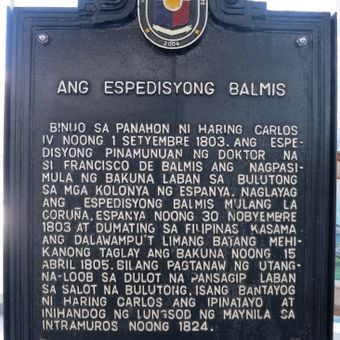 2004
ANG ESPEDISYONG BALMIS
BINUO SA PANAHON NI HARING CARLOS
IV NOONG 1 SETYEMBRE 1803. ANG ESPE-
DISYONG PINAMUNUAN NG DOKTOR NA
SI FRANCISCO DE BALMIS ANG NAGPASI-
MULA NG BAKUNA LABAN SA BULUTONG
SA MGA KOLONYA NG ESPANYA. NAGLAYAG
ANG ESPEDISYONG BALMIS MULANG LA
CORUÑA, ESPANYA NOONG 30 NOBYEMBRE
1803 AT DUMATING SA FILIPINAS KASAMA
ANG DALAWAMPU'T LIMANG BATANG MEHI-
KANONG TAGLAY ANG BAKUNA NOONG 15
ABRIL 1805. BILANG PAGTANAW NG UTANG-
NA-LOOB SA DULOT NA PANSAGIP LABAN
SA SALOT NA BULUTONG, ISANG BANTAYOG
NI HARING CARLOS ANG IPINATAYO AT
INIHANDOG NG LUNGSOD NG MAYNILA SA
INTRAMUROS NOONG 1824.